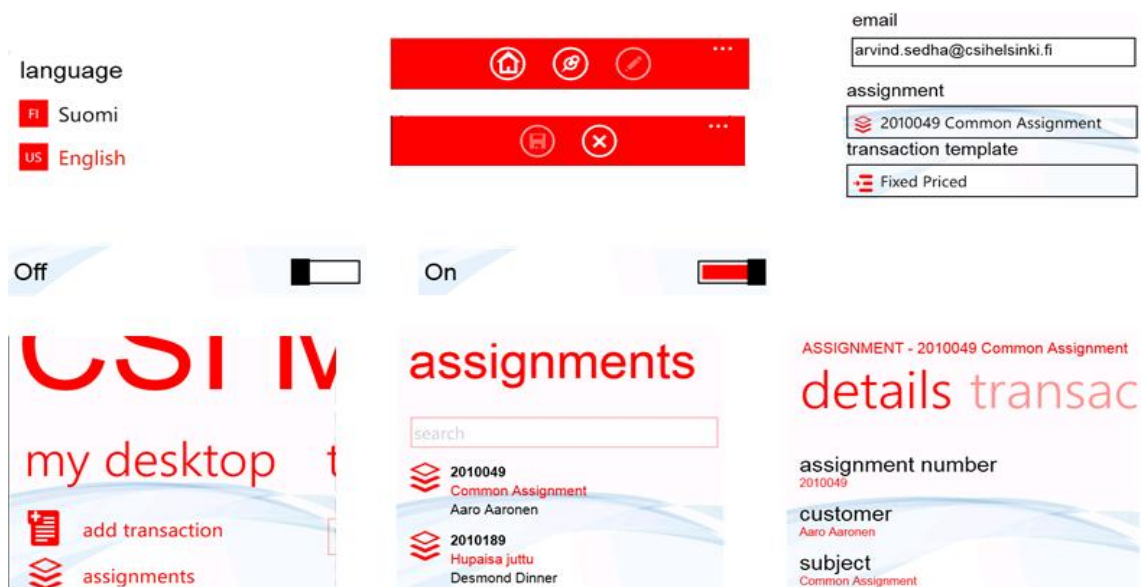 language
FI Suomi
US English
...
...
email
arvind.sedha@csihelsinki.fi
assignment
2010049 Common Assignment
transaction template
Fixed Priced
Off
On
CSI M
my desktop t
add transaction
assignments
assignments
search
2010049
Common Assignment
Aaro Aaronen
2010189
Hupaisa juttu
Desmond Dinner
ASSIGNMENT - 2010049 Common Assignment
details transac
assignment number
2010049
customer
Aaro Aaronen
subject
Common Assignment